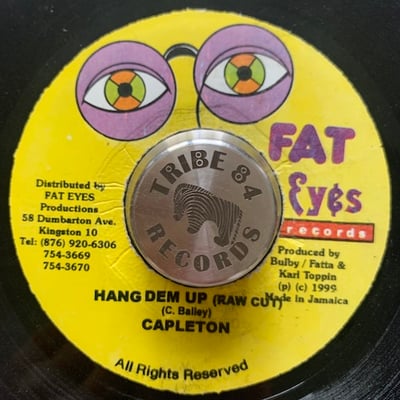 FAT
Eyes
records
TRIBE 84
RECORDS
Distributed by
FAT EYES
Productions
58 Dumbarton Ave.
Kingston 10
Tel: (876) 920-6306
754-3669
754-3670
Produced by
Bulby / Fatta &
Karl Toppin
(p) (c) 1999
Made in Jamaica
HANG DEM UP (RAW CUT)
(C. Bailey)
CAPLETON
All Rights Reserved